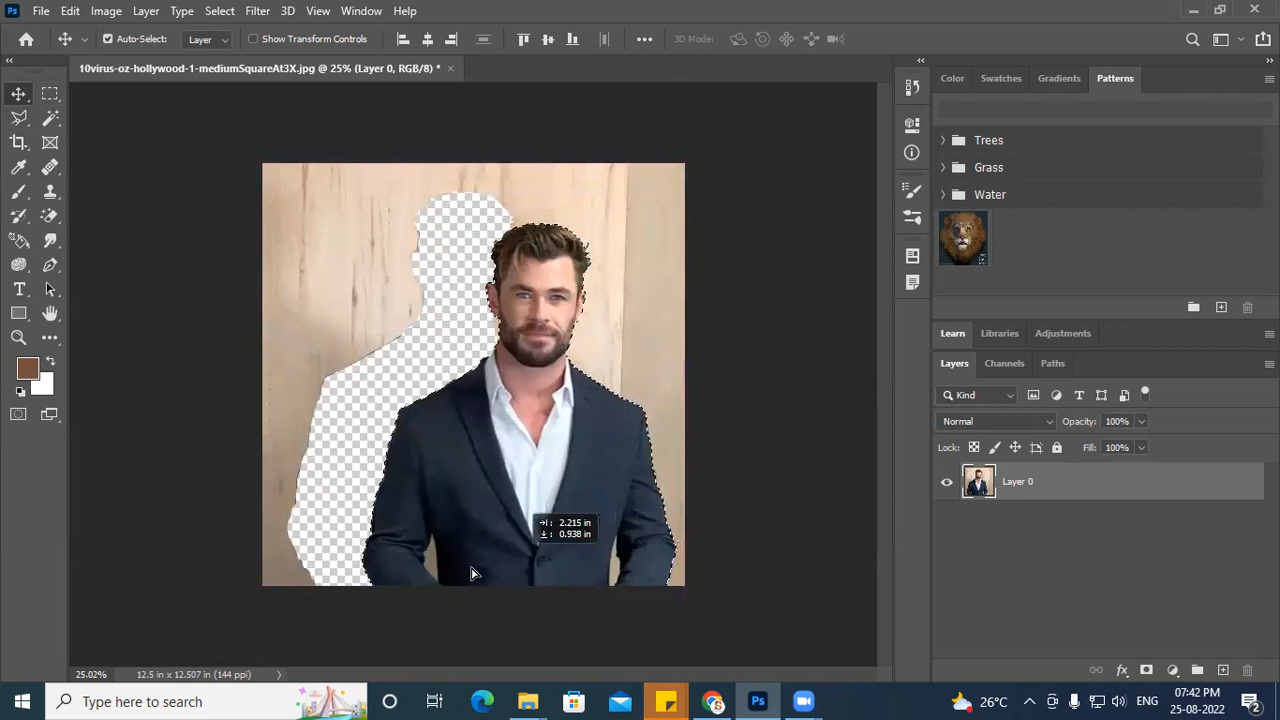 Ps File Edit Image Layer Type Select Filter 3D View Window Help
Auto-Select: Layer Show Transform Controls 3D Mode:
10virus-oz-hollywood-1-mediumSquareAt3X.jpg @ 25% (Layer 0, RGB/8) *
Color Swatches Gradients Patterns
Trees
Grass
Water
Learn Libraries Adjustments
Layers Channels Paths
Kind
Normal Opacity: 100%
Lock: Fill: 100%
Layer 0
2.215 in
0.938 in
25.02% 12.5 in x 12.507 in (144 ppi)
Type here to search
Ps
26°C
ENG
07:42 PM
25-08-2022
2